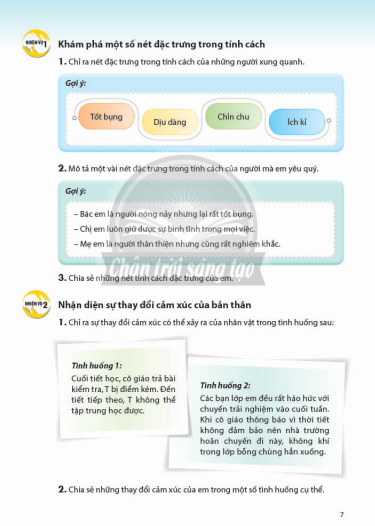 NHIỆM VỤ 1
Khám phá một số nét đặc trưng trong tính cách
1. Chỉ ra nét đặc trưng trong tính cách của những người xung quanh.
Gợi ý:
Tốt bụng
Dịu dàng
Chỉn chu
Ích kỉ
2. Mô tả một vài nét đặc trưng trong tính cách của người mà em yêu quý.
Gợi ý:
– Bác em là người nóng nảy nhưng lại rất tốt bụng.
– Chị em luôn giữ được sự bình tĩnh trong mọi việc.
– Mẹ em là người thân thiện nhưng cũng rất nghiêm khắc.
Chân trời sáng tạo
3. Chia sẻ những nét tính cách đặc trưng của em.
NHIỆM VỤ 2
Nhận diện sự thay đổi cảm xúc của bản thân
1. Chỉ ra sự thay đổi cảm xúc có thể xảy ra của nhân vật trong tình huống sau:
Tình huống 1:
Cuối tiết học, cô giáo trả bài
kiểm tra, T bị điểm kém. Đến
tiết tiếp theo, T không thể
tập trung học được.
Tình huống 2:
Các bạn lớp em đều rất háo hức với
chuyến trải nghiệm vào cuối tuần.
Khi cô giáo thông báo vì thời tiết
không đảm bảo nên nhà trường
hoãn chuyến đi này, không khí
trong lớp bỗng chùng hẳn xuống.
2. Chia sẻ những thay đổi cảm xúc của em trong một số tình huống cụ thể.
7